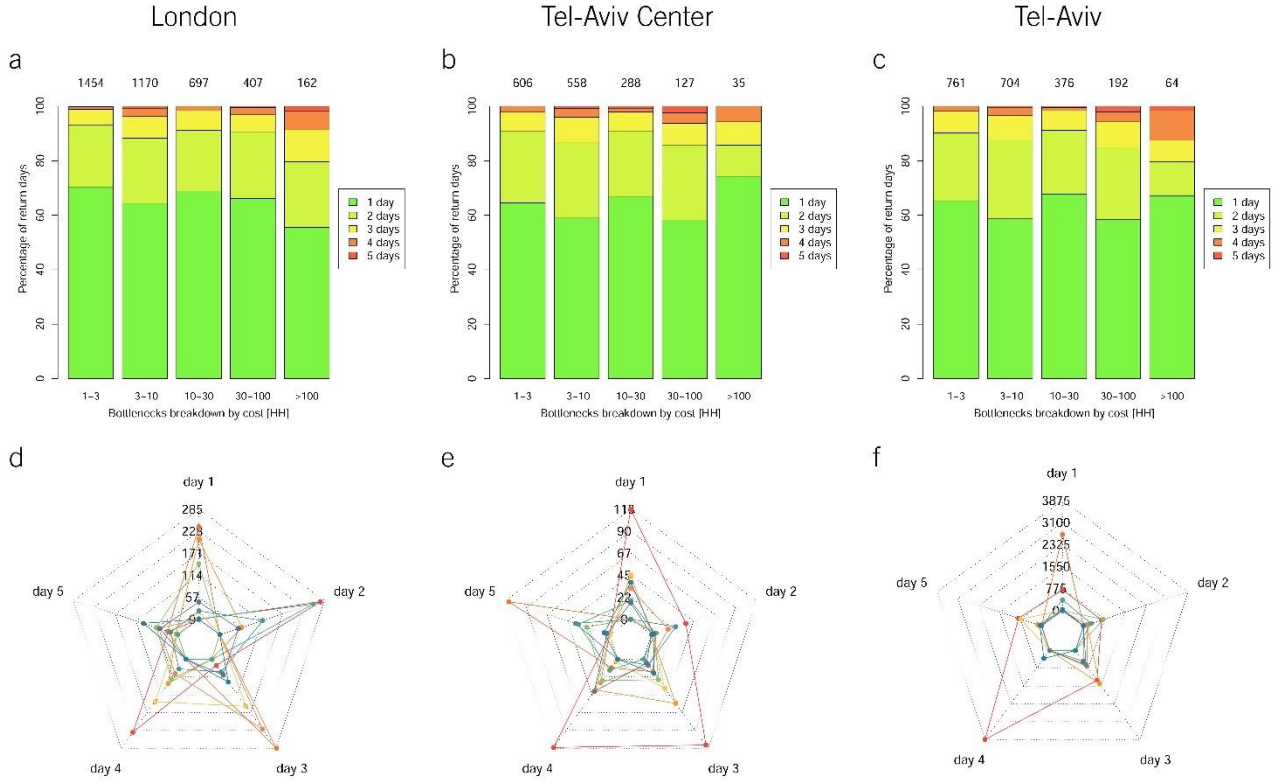 London
Tel-Aviv Center
Tel-Aviv
a
1454 1170 697 407 162
Percentage of return days
100
80
60
40
20
0
1–3 3–10 10–30 30–100 >100
Bottlenecks breakdown by cost [HH]
1 day
2 days
3 days
4 days
5 days
b
606 558 288 127 35
Percentage of return days
100
80
60
40
20
0
1–3 3–10 10–30 30–100 >100
Bottlenecks breakdown by cost [HH]
1 day
2 days
3 days
4 days
5 days
c
761 704 376 192 64
Percentage of return days
100
80
60
40
20
0
1–3 3–10 10–30 30–100 >100
Bottlenecks breakdown by cost [HH]
1 day
2 days
3 days
4 days
5 days
d
day 1
285
228
171
114
57
day 5
day 2
day 4
day 3
e
day 1
90
67
45
22
0
day 5
day 2
day 4
day 3
f
day 1
3875
3100
2325
1550
775
0
day 5
day 2
day 4
day 3